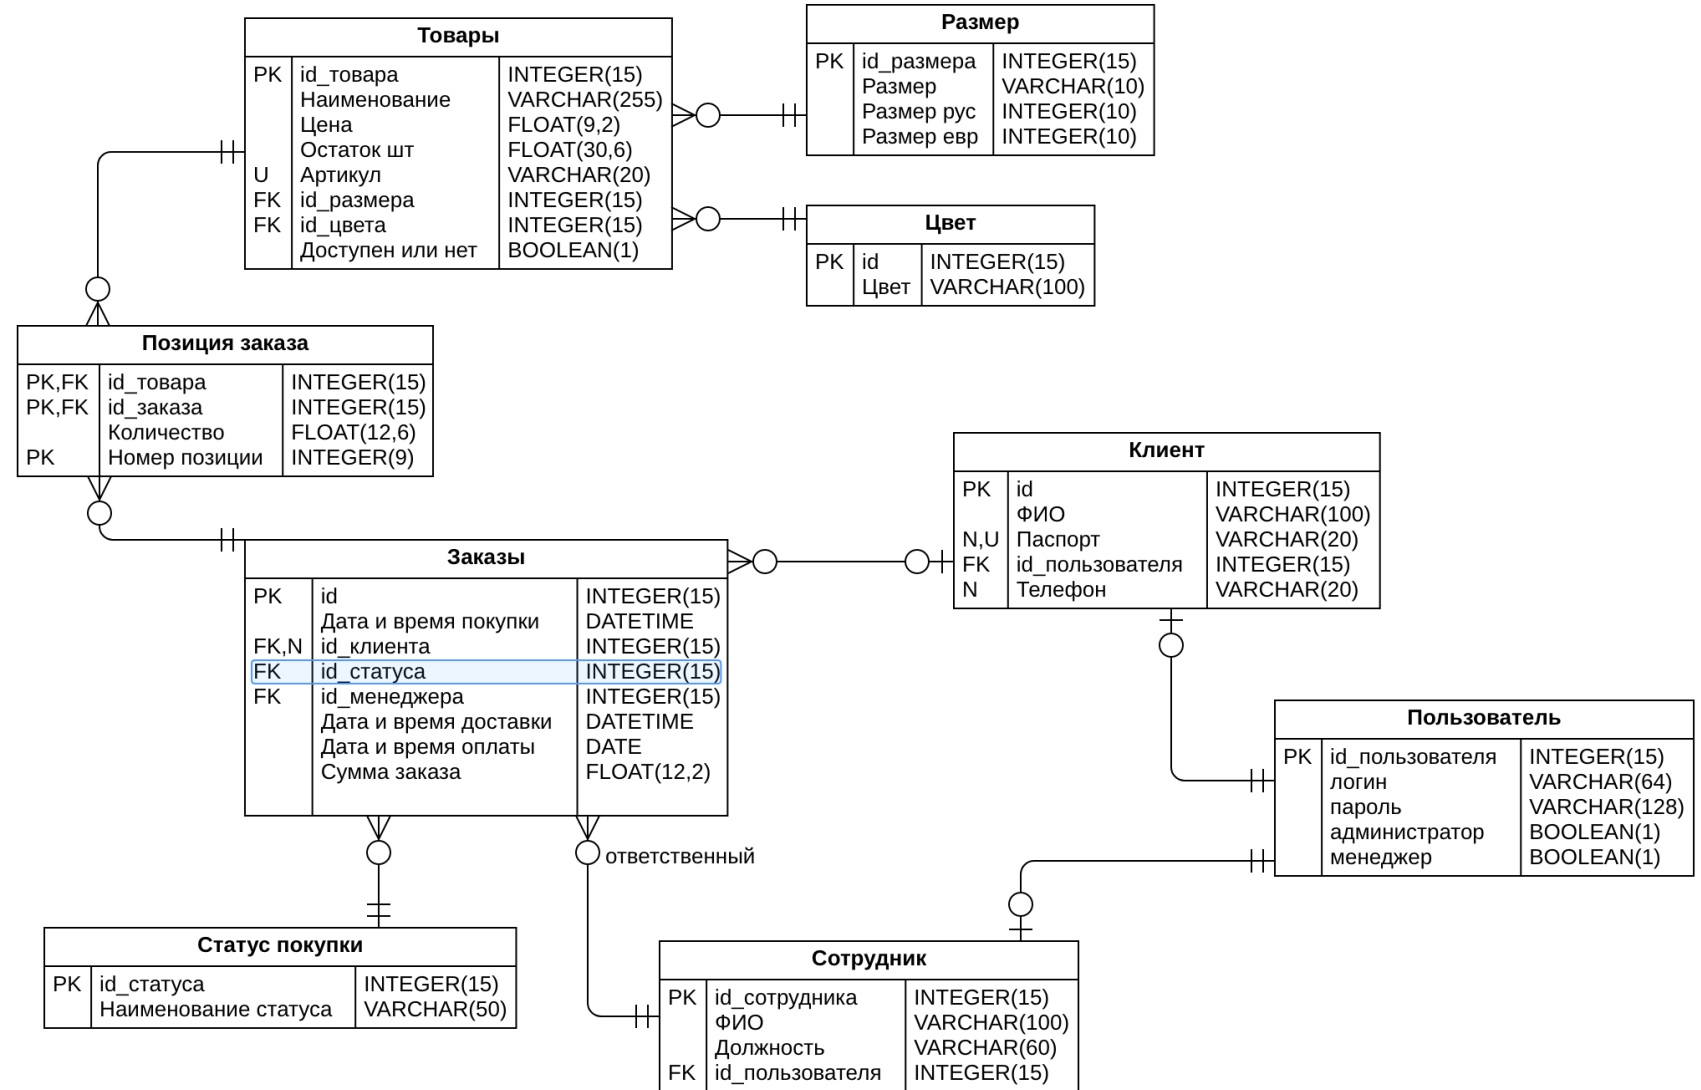 Товары
PK id_товара INTEGER(15)
Наименование VARCHAR(255)
Цена FLOAT(9,2)
Остаток шт FLOAT(30,6)
U Артикул VARCHAR(20)
FK id_размера INTEGER(15)
FK id_цвета INTEGER(15)
Доступен или нет BOOLEAN(1)
Размер
PK id_размера INTEGER(15)
Размер VARCHAR(10)
Размер рус INTEGER(10)
Размер евр INTEGER(10)
Цвет
PK id INTEGER(15)
Цвет VARCHAR(100)
Позиция заказа
PK,FK id_товара INTEGER(15)
PK,FK id_заказа INTEGER(15)
Количество FLOAT(12,6)
PK Номер позиции INTEGER(9)
Клиент
PK id INTEGER(15)
ФИО VARCHAR(100)
N,U Паспорт VARCHAR(20)
FK id_пользователя INTEGER(15)
N Телефон VARCHAR(20)
Заказы
PK id INTEGER(15)
Дата и время покупки DATETIME
FK,N id_клиента INTEGER(15)
FK id_статуса INTEGER(15)
FK id_менеджера INTEGER(15)
Дата и время доставки DATETIME
Дата и время оплаты DATE
Сумма заказа FLOAT(12,2)
ответственный
Пользователь
PK id_пользователя INTEGER(15)
логин VARCHAR(64)
пароль VARCHAR(128)
администратор BOOLEAN(1)
менеджер BOOLEAN(1)
Статус покупки
PK id_статуса INTEGER(15)
Наименование статуса VARCHAR(50)
Сотрудник
PK id_сотрудника INTEGER(15)
ФИО VARCHAR(100)
Должность VARCHAR(60)
FK id_пользователя INTEGER(15)